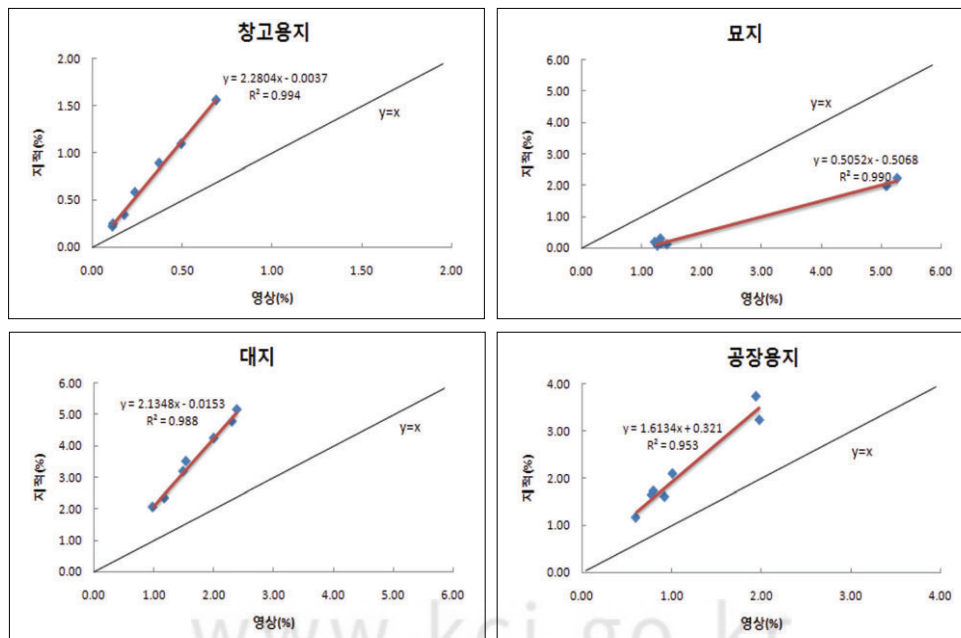 창고용지
2.00
y = 2.2804x - 0.0037
R² = 0.994
1.50
y=x
지적(%)
1.00
0.50
0.00
0.00 0.50 1.00 1.50 2.00
영상(%)
묘지
6.00
5.00
y=x
4.00
지적(%)
3.00
y = 0.5052x - 0.5068
R² = 0.990
2.00
1.00
0.00
0.00 1.00 2.00 3.00 4.00 5.00 6.00
영상(%)
대지
6.00
y = 2.1348x - 0.0153
R² = 0.988
5.00
y=x
4.00
지적(%)
3.00
2.00
1.00
0.00
0.00 1.00 2.00 3.00 4.00 5.00 6.00
영상(%)
공장용지
4.00
y = 1.6134x + 0.321
R² = 0.953
3.00
y=x
지적(%)
2.00
1.00
0.00
0.00 1.00 2.00 3.00 4.00
영상(%)
www.kci.go.kr